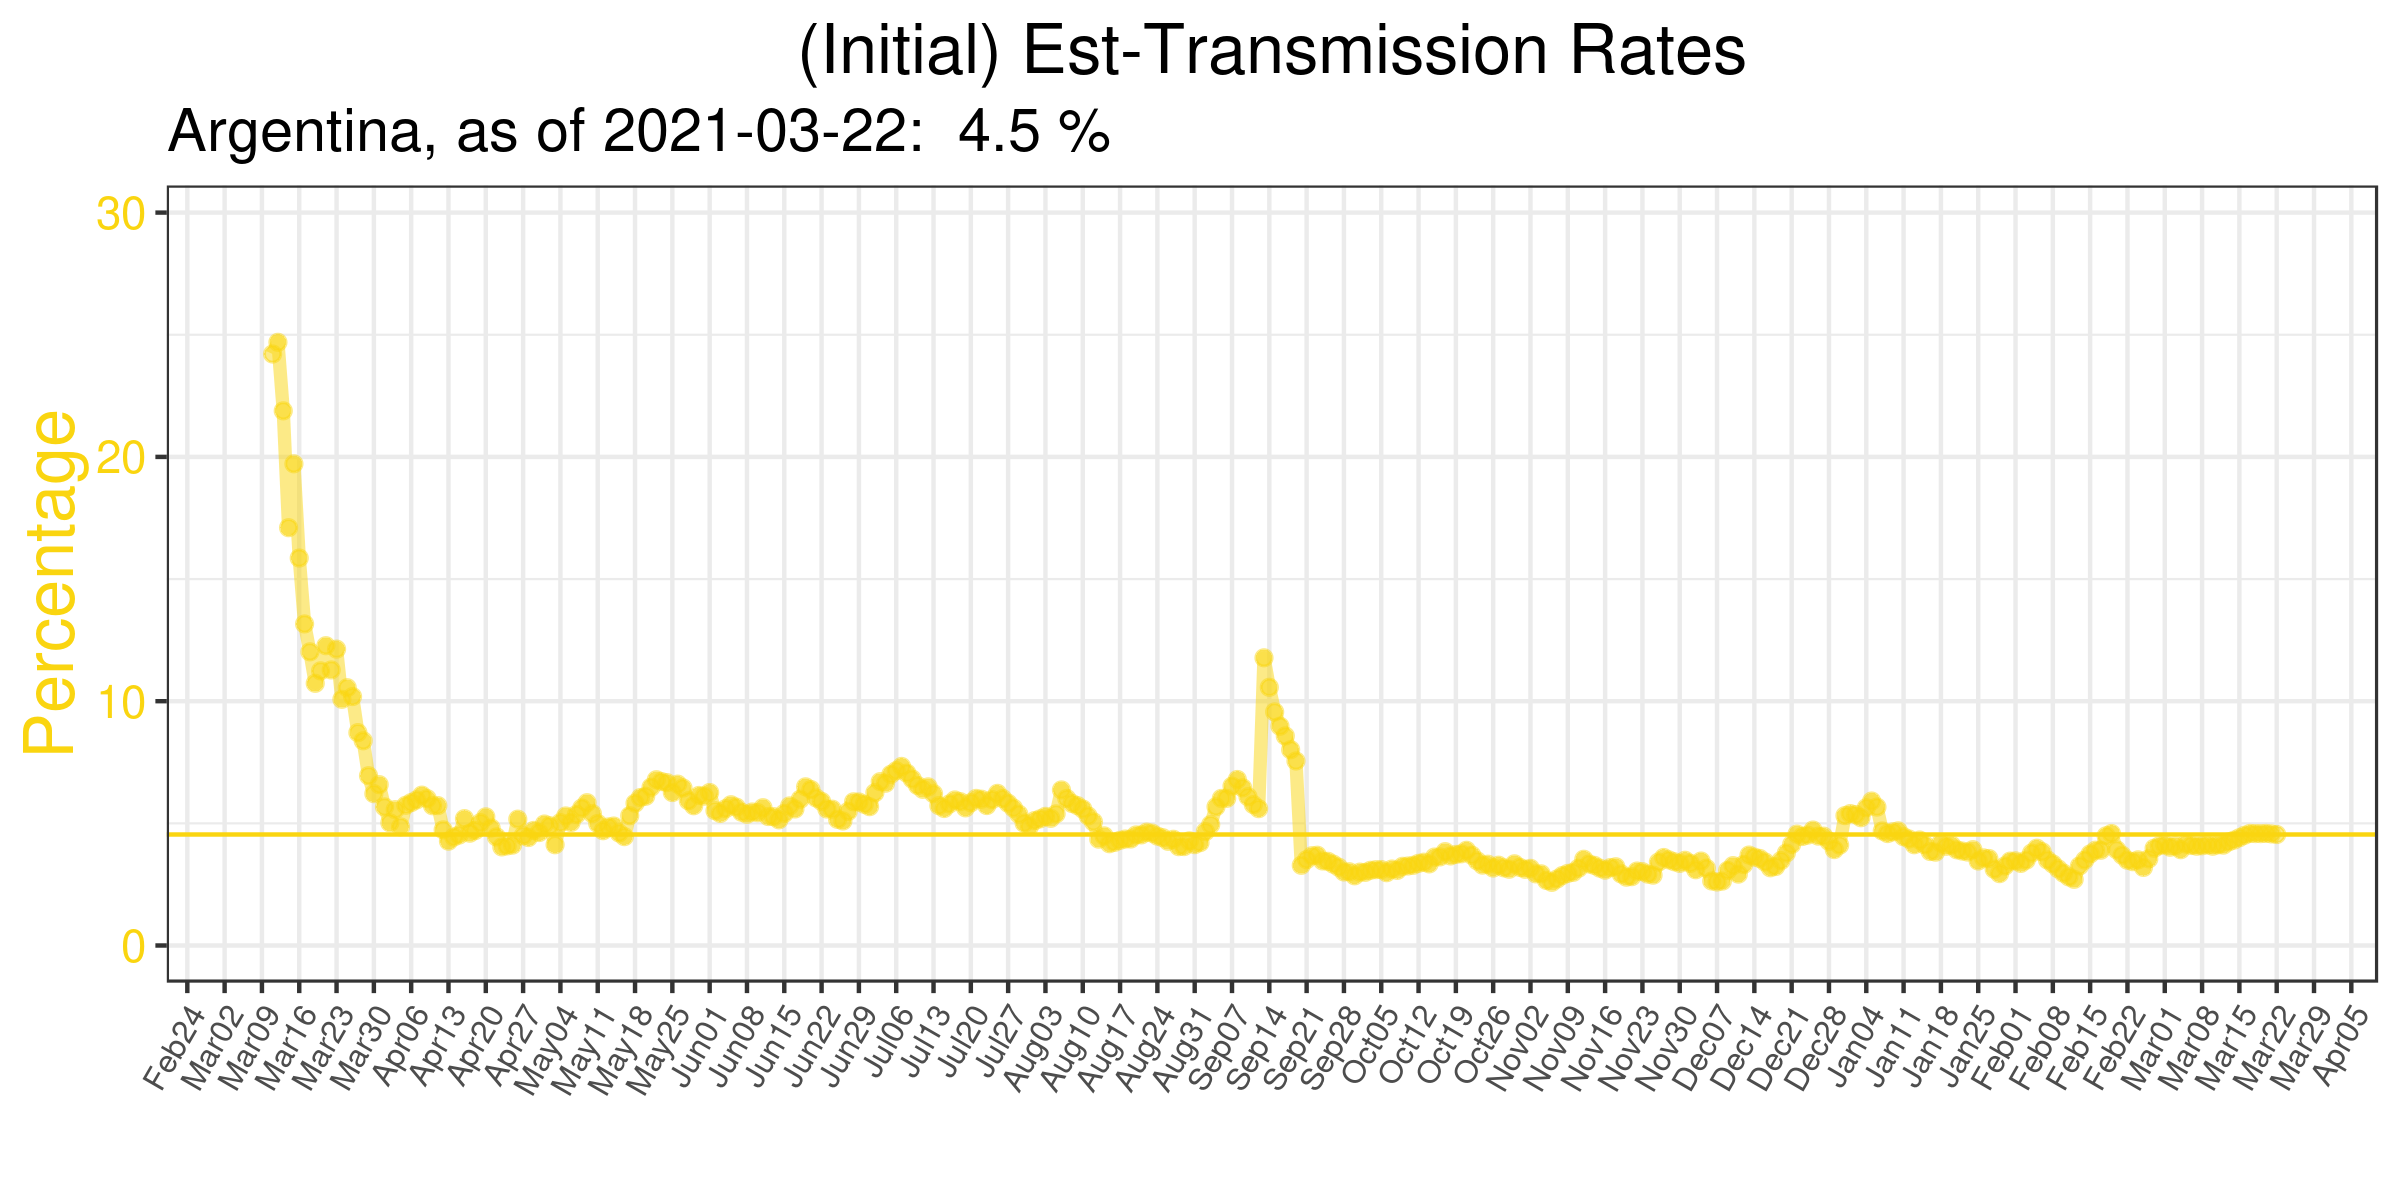 (Initial) Est-Transmission Rates
Argentina, as of 2021-03-22:  4.5 %
Percentage
30
20
10
0
Feb24
Mar02
Mar09
Mar16
Mar23
Mar30
Apr06
Apr13
Apr20
Apr27
May04
May11
May18
May25
Jun01
Jun08
Jun15
Jun22
Jun29
Jul06
Jul13
Jul20
Jul27
Aug03
Aug10
Aug17
Aug24
Aug31
Sep07
Sep14
Sep21
Sep28
Oct05
Oct12
Oct19
Oct26
Nov02
Nov09
Nov16
Nov23
Nov30
Dec07
Dec14
Dec21
Dec28
Jan04
Jan11
Jan18
Jan25
Feb01
Feb08
Feb15
Feb22
Mar01
Mar08
Mar15
Mar22
Mar29
Apr05